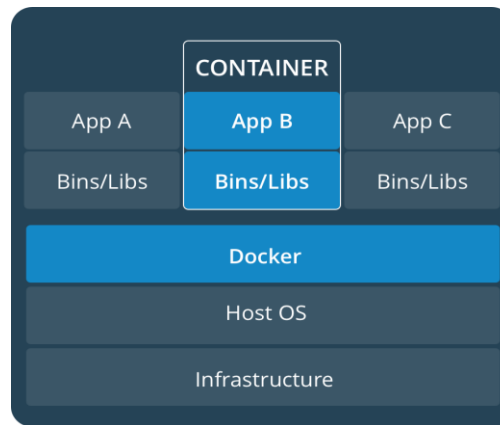 CONTAINER
App A App B App C
Bins/Libs Bins/Libs Bins/Libs
Docker
Host OS
Infrastructure